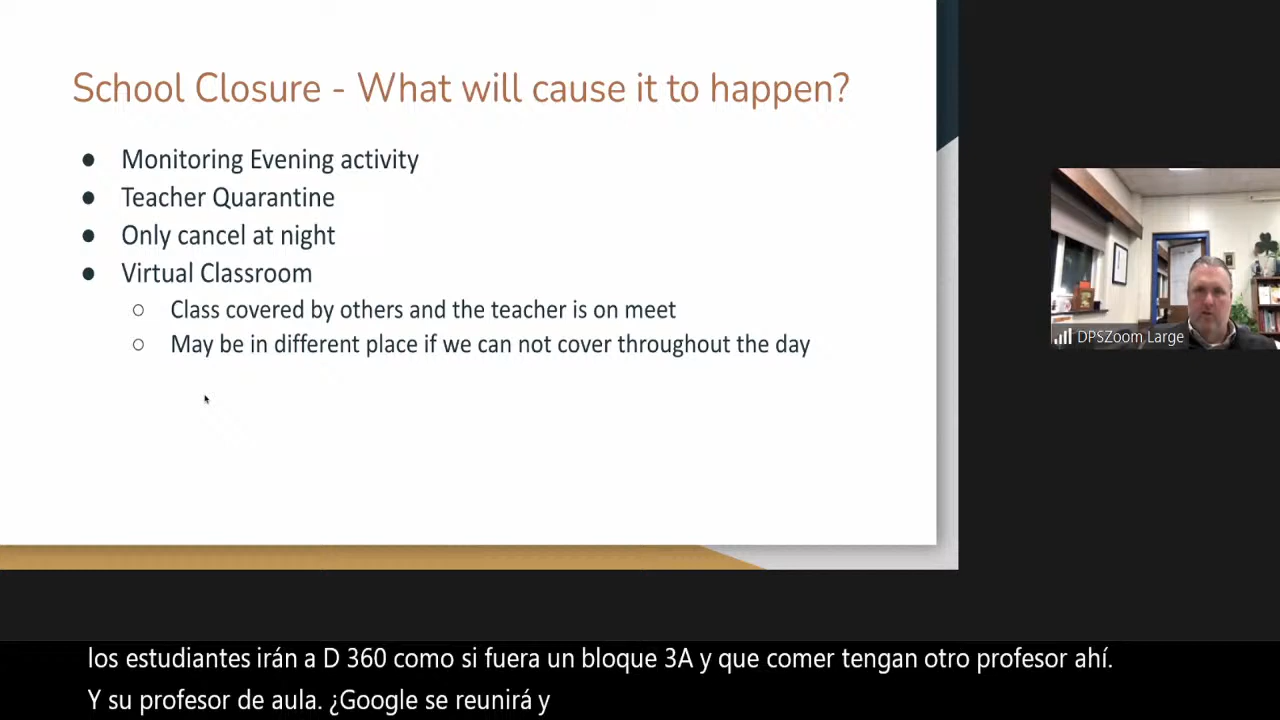 School Closure - What will cause it to happen?
● Monitoring Evening activity
● Teacher Quarantine
● Only cancel at night
● Virtual Classroom
○ Class covered by others and the teacher is on meet
○ May be in different place if we can not cover throughout the day
DPSZoom Large
los estudiantes irán a D 360 como si fuera un bloque 3A y que comer tengan otro profesor ahí.
Y su profesor de aula. ¿Google se reunirá y